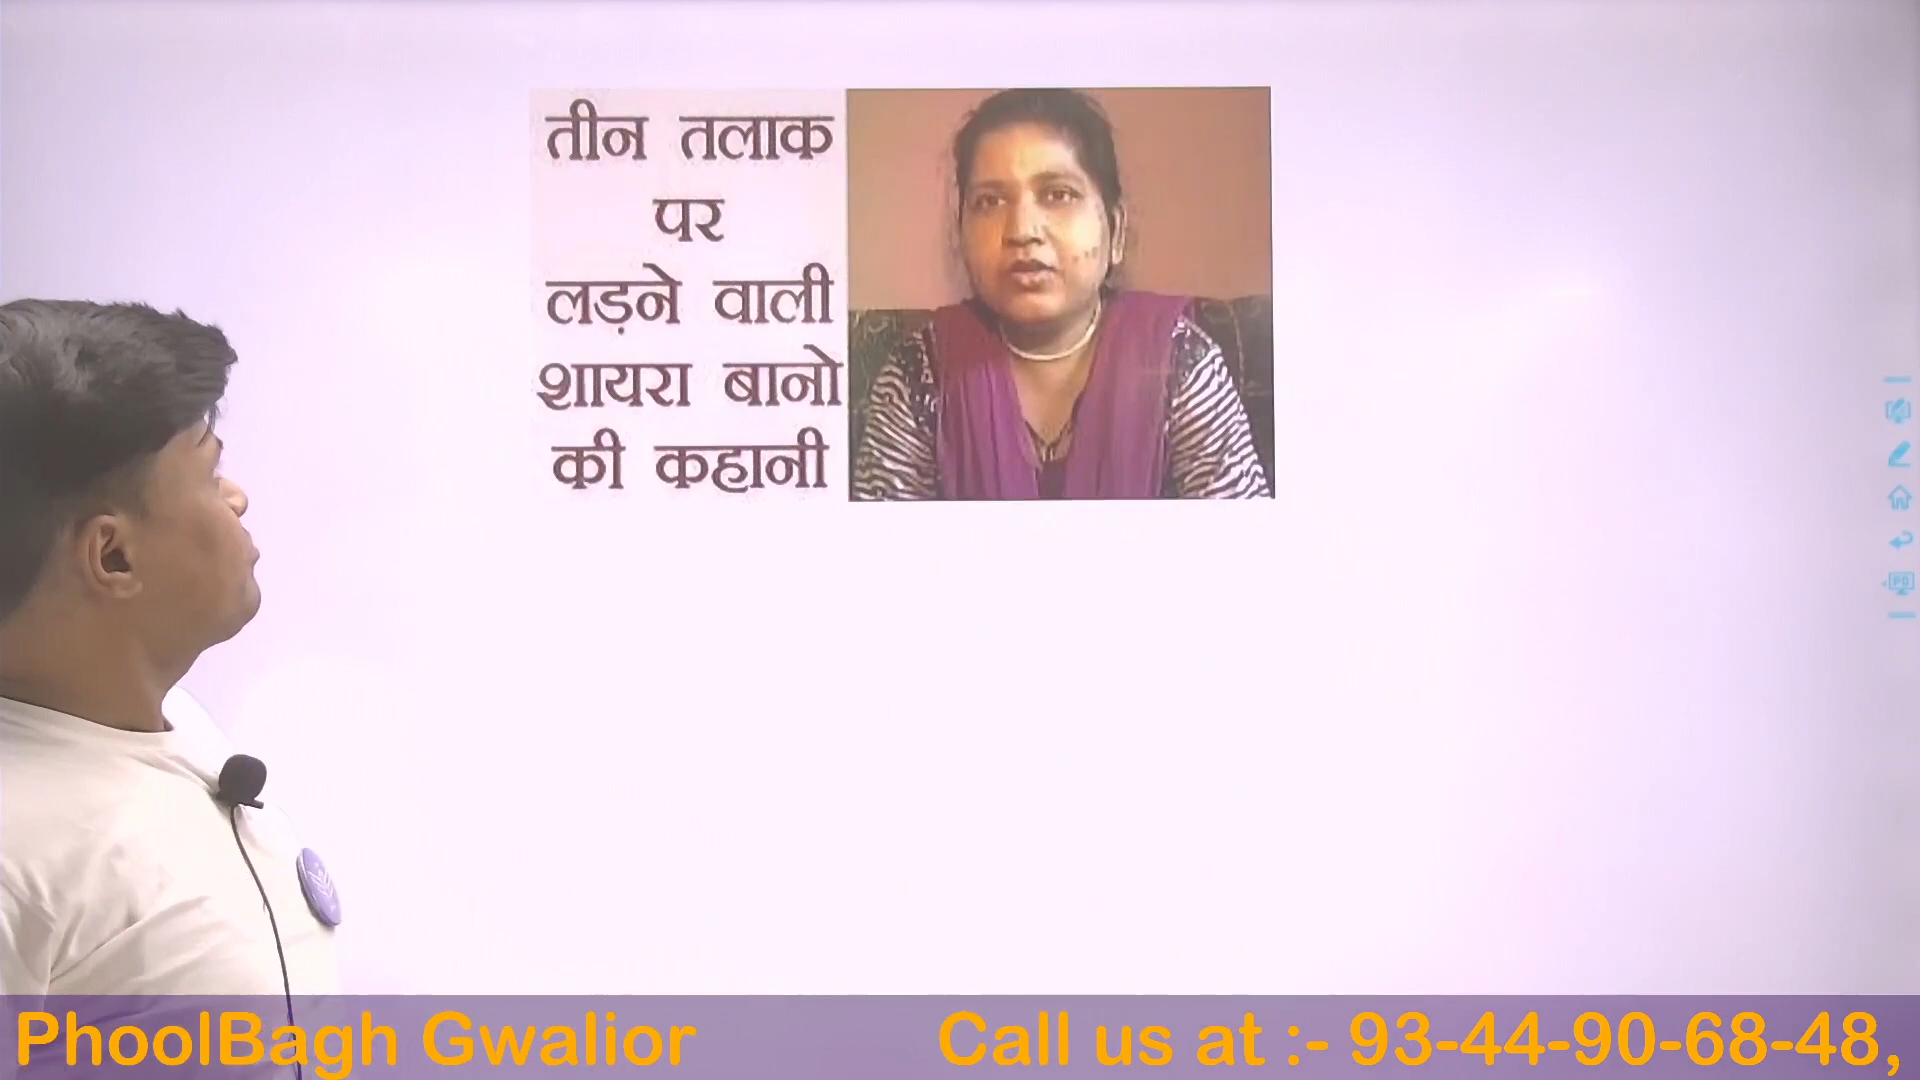 तीन तलाक
पर
लड़ने वाली
शायरा बानो
की कहानी
PhoolBagh Gwalior Call us at :- 93-44-90-68-48,